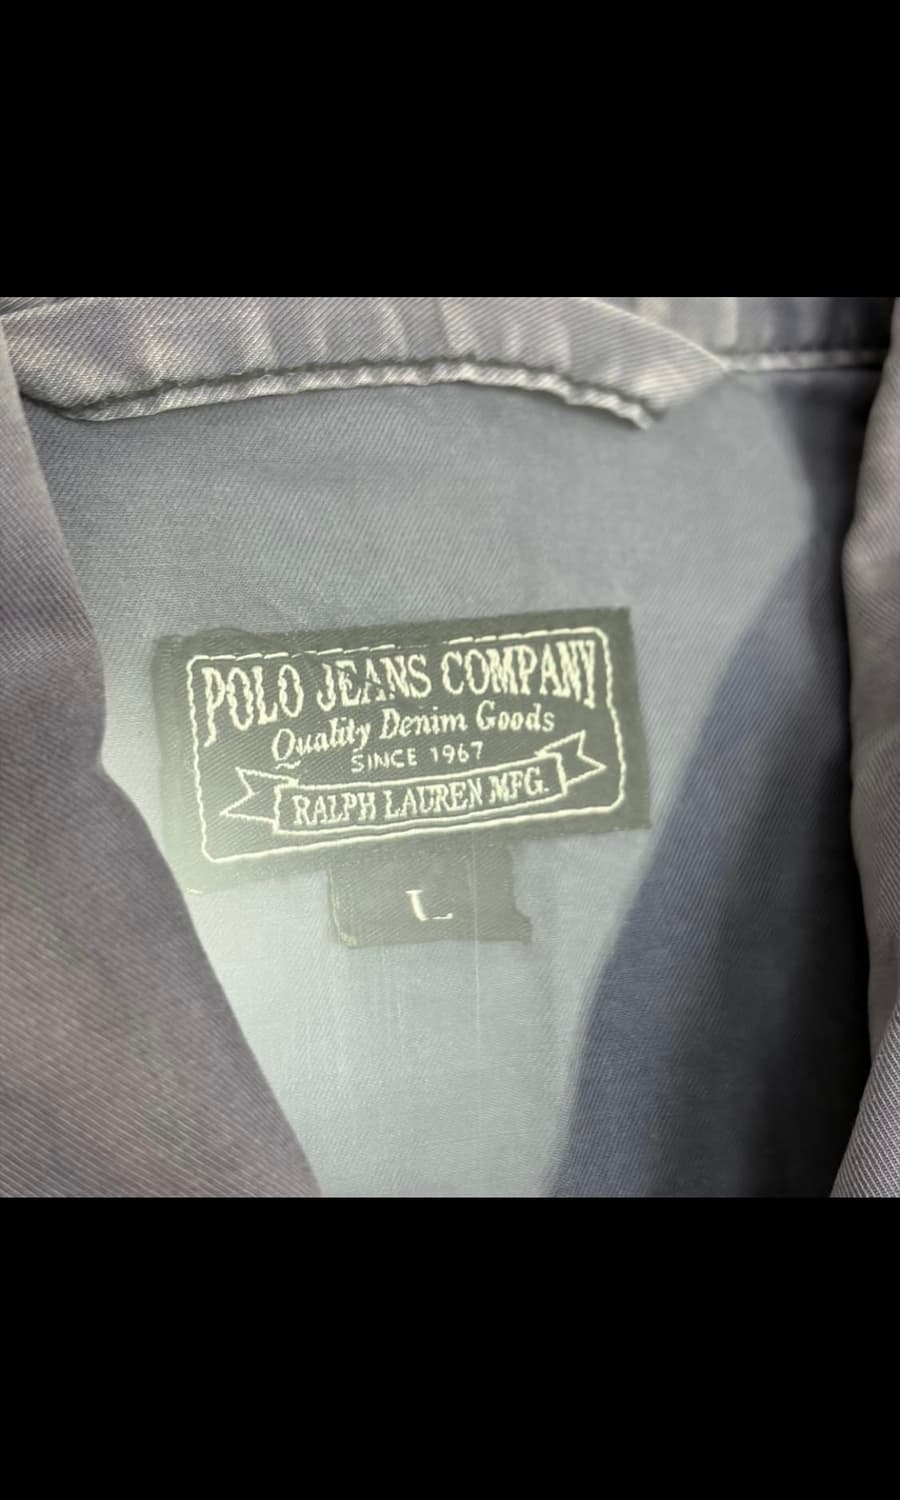 POLO JEANS COMPANY
Quality Denim Goods
SINCE 1967
RALPH LAUREN MFG.
L